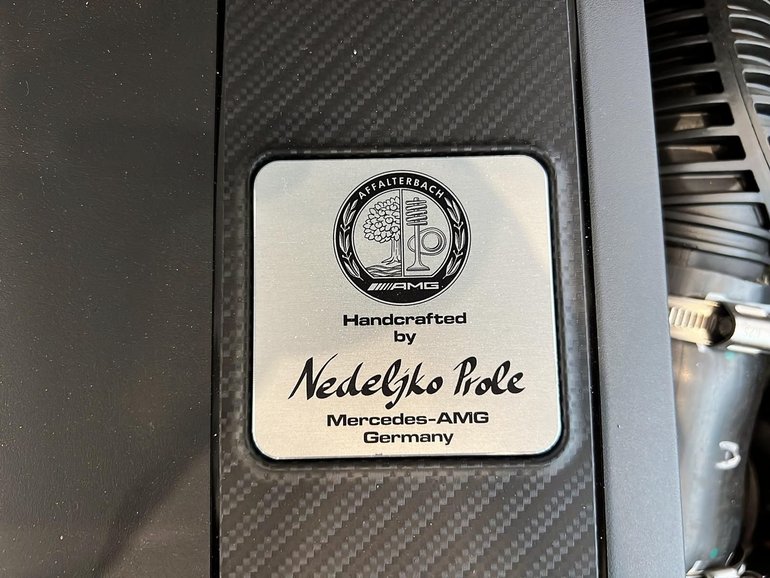 AFFALTERBACH
AMG
Handcrafted
by
Nedeljko Prole
Mercedes-AMG
Germany